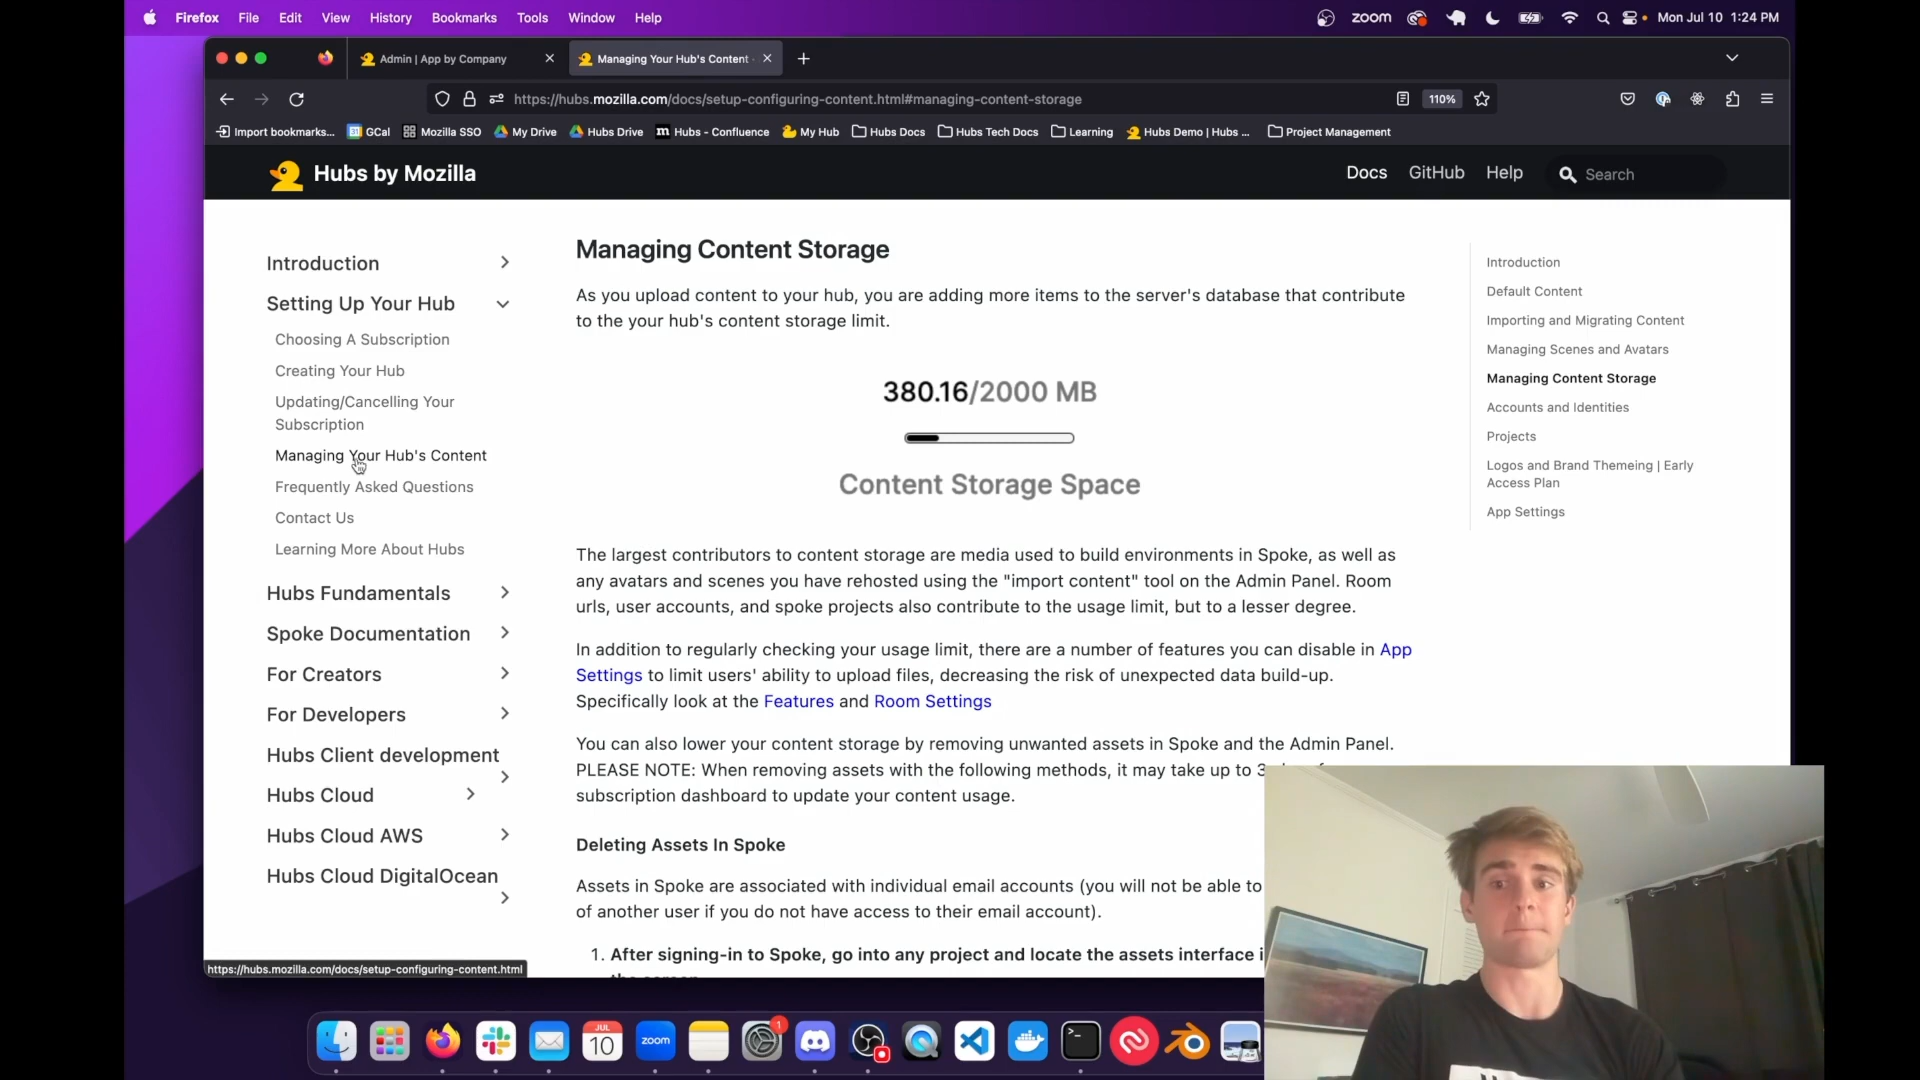 Firefox File Edit View History Bookmarks Tools Window Help
zoom Mon Jul 10 1:24 PM
Admin | App by Company
Managing Your Hub's Content
https://hubs.mozilla.com/docs/setup-configuring-content.html#managing-content-storage
110%
Import bookmarks... GCal Mozilla SSO My Drive Hubs Drive Hubs - Confluence My Hub Hubs Docs Hubs Tech Docs Learning Hubs Demo | Hubs ... Project Management
Hubs by Mozilla
Docs GitHub Help Search
Introduction
Setting Up Your Hub
Choosing A Subscription
Creating Your Hub
Updating/Cancelling Your
Subscription
Managing Your Hub's Content
Frequently Asked Questions
Contact Us
Learning More About Hubs
Hubs Fundamentals
Spoke Documentation
For Creators
For Developers
Hubs Client development
Hubs Cloud
Hubs Cloud AWS
Hubs Cloud DigitalOcean
Managing Content Storage
As you upload content to your hub, you are adding more items to the server's database that contribute
to the your hub's content storage limit.
380.16/2000 MB
Content Storage Space
The largest contributors to content storage are media used to build environments in Spoke, as well as
any avatars and scenes you have rehosted using the "import content" tool on the Admin Panel. Room
urls, user accounts, and spoke projects also contribute to the usage limit, but to a lesser degree.
In addition to regularly checking your usage limit, there are a number of features you can disable in App
Settings to limit users' ability to upload files, decreasing the risk of unexpected data build-up.
Specifically look at the Features and Room Settings
You can also lower your content storage by removing unwanted assets in Spoke and the Admin Panel.
PLEASE NOTE: When removing assets with the following methods, it may take up to 3
subscription dashboard to update your content usage.
Deleting Assets In Spoke
Assets in Spoke are associated with individual email accounts (you will not be able to
of another user if you do not have access to their email account).
1. After signing-in to Spoke, go into any project and locate the assets interface
Introduction
Default Content
Importing and Migrating Content
Managing Scenes and Avatars
Managing Content Storage
Accounts and Identities
Projects
Logos and Brand Themeing | Early
Access Plan
App Settings
https://hubs.mozilla.com/docs/setup-configuring-content.html
JUL
10
zoom
1